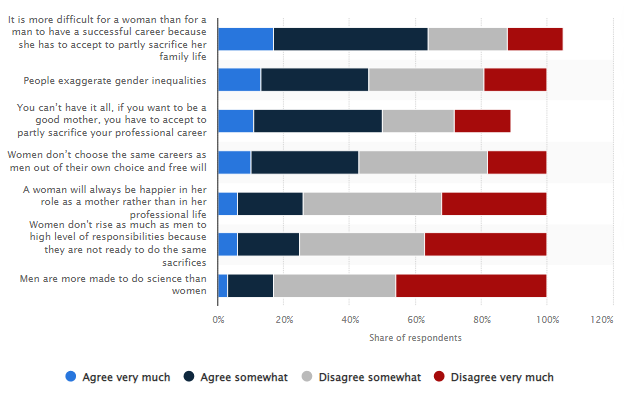 It is more difficult for a woman than for a
man to have a successful career because
she has to accept to partly sacrifice her
family life
People exaggerate gender inequalities
You can't have it all, if you want to be a
good mother, you have to accept to
partly sacrifice your professional career
Women don't choose the same careers as
men out of their own choice and free will
A woman will always be happier in her
role as a mother rather than in her
professional life
Women don't rise as much as men to
high level of responsibilities because
they are not ready to do the same
sacrifices
Men are more made to do science than
women
0% 20% 40% 60% 80% 100% 120%
Share of respondents
Agree very much Agree somewhat Disagree somewhat Disagree very much